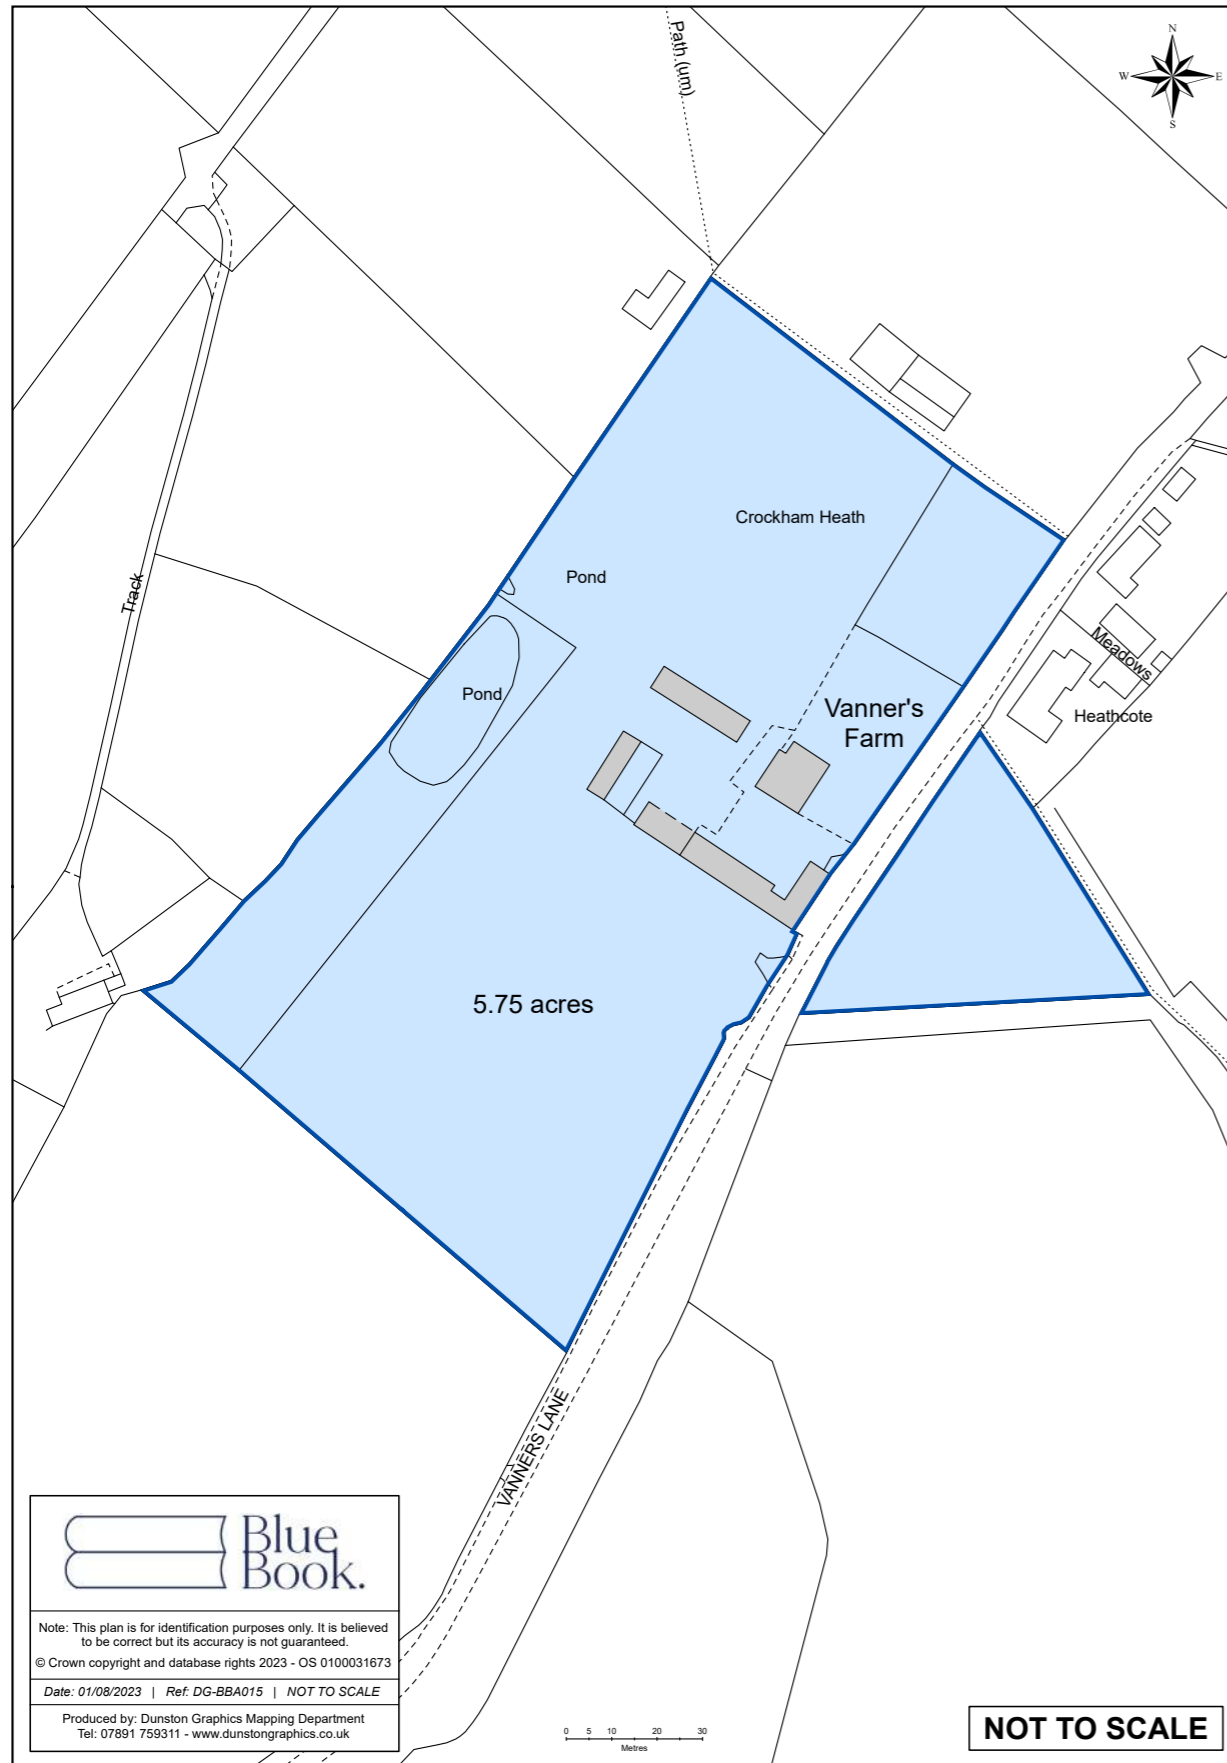 Path (um)
N
W
E
S
Crockham Heath
Pond
Track
Pond
Meadows
Heathcote
Vanner's
Farm
5.75 acres
VANNERS LANE
Blue
Book.
Note: This plan is for identification purposes only. It is believed
to be correct but its accuracy is not guaranteed.
© Crown copyright and database rights 2023 - OS 0100031673
Date: 01/08/2023 | Ref: DG-BBA015 | NOT TO SCALE
Produced by: Dunston Graphics Mapping Department
Tel: 07891 759311 - www.dunstongraphics.co.uk
0 5 10 20 30
Metres
NOT TO SCALE